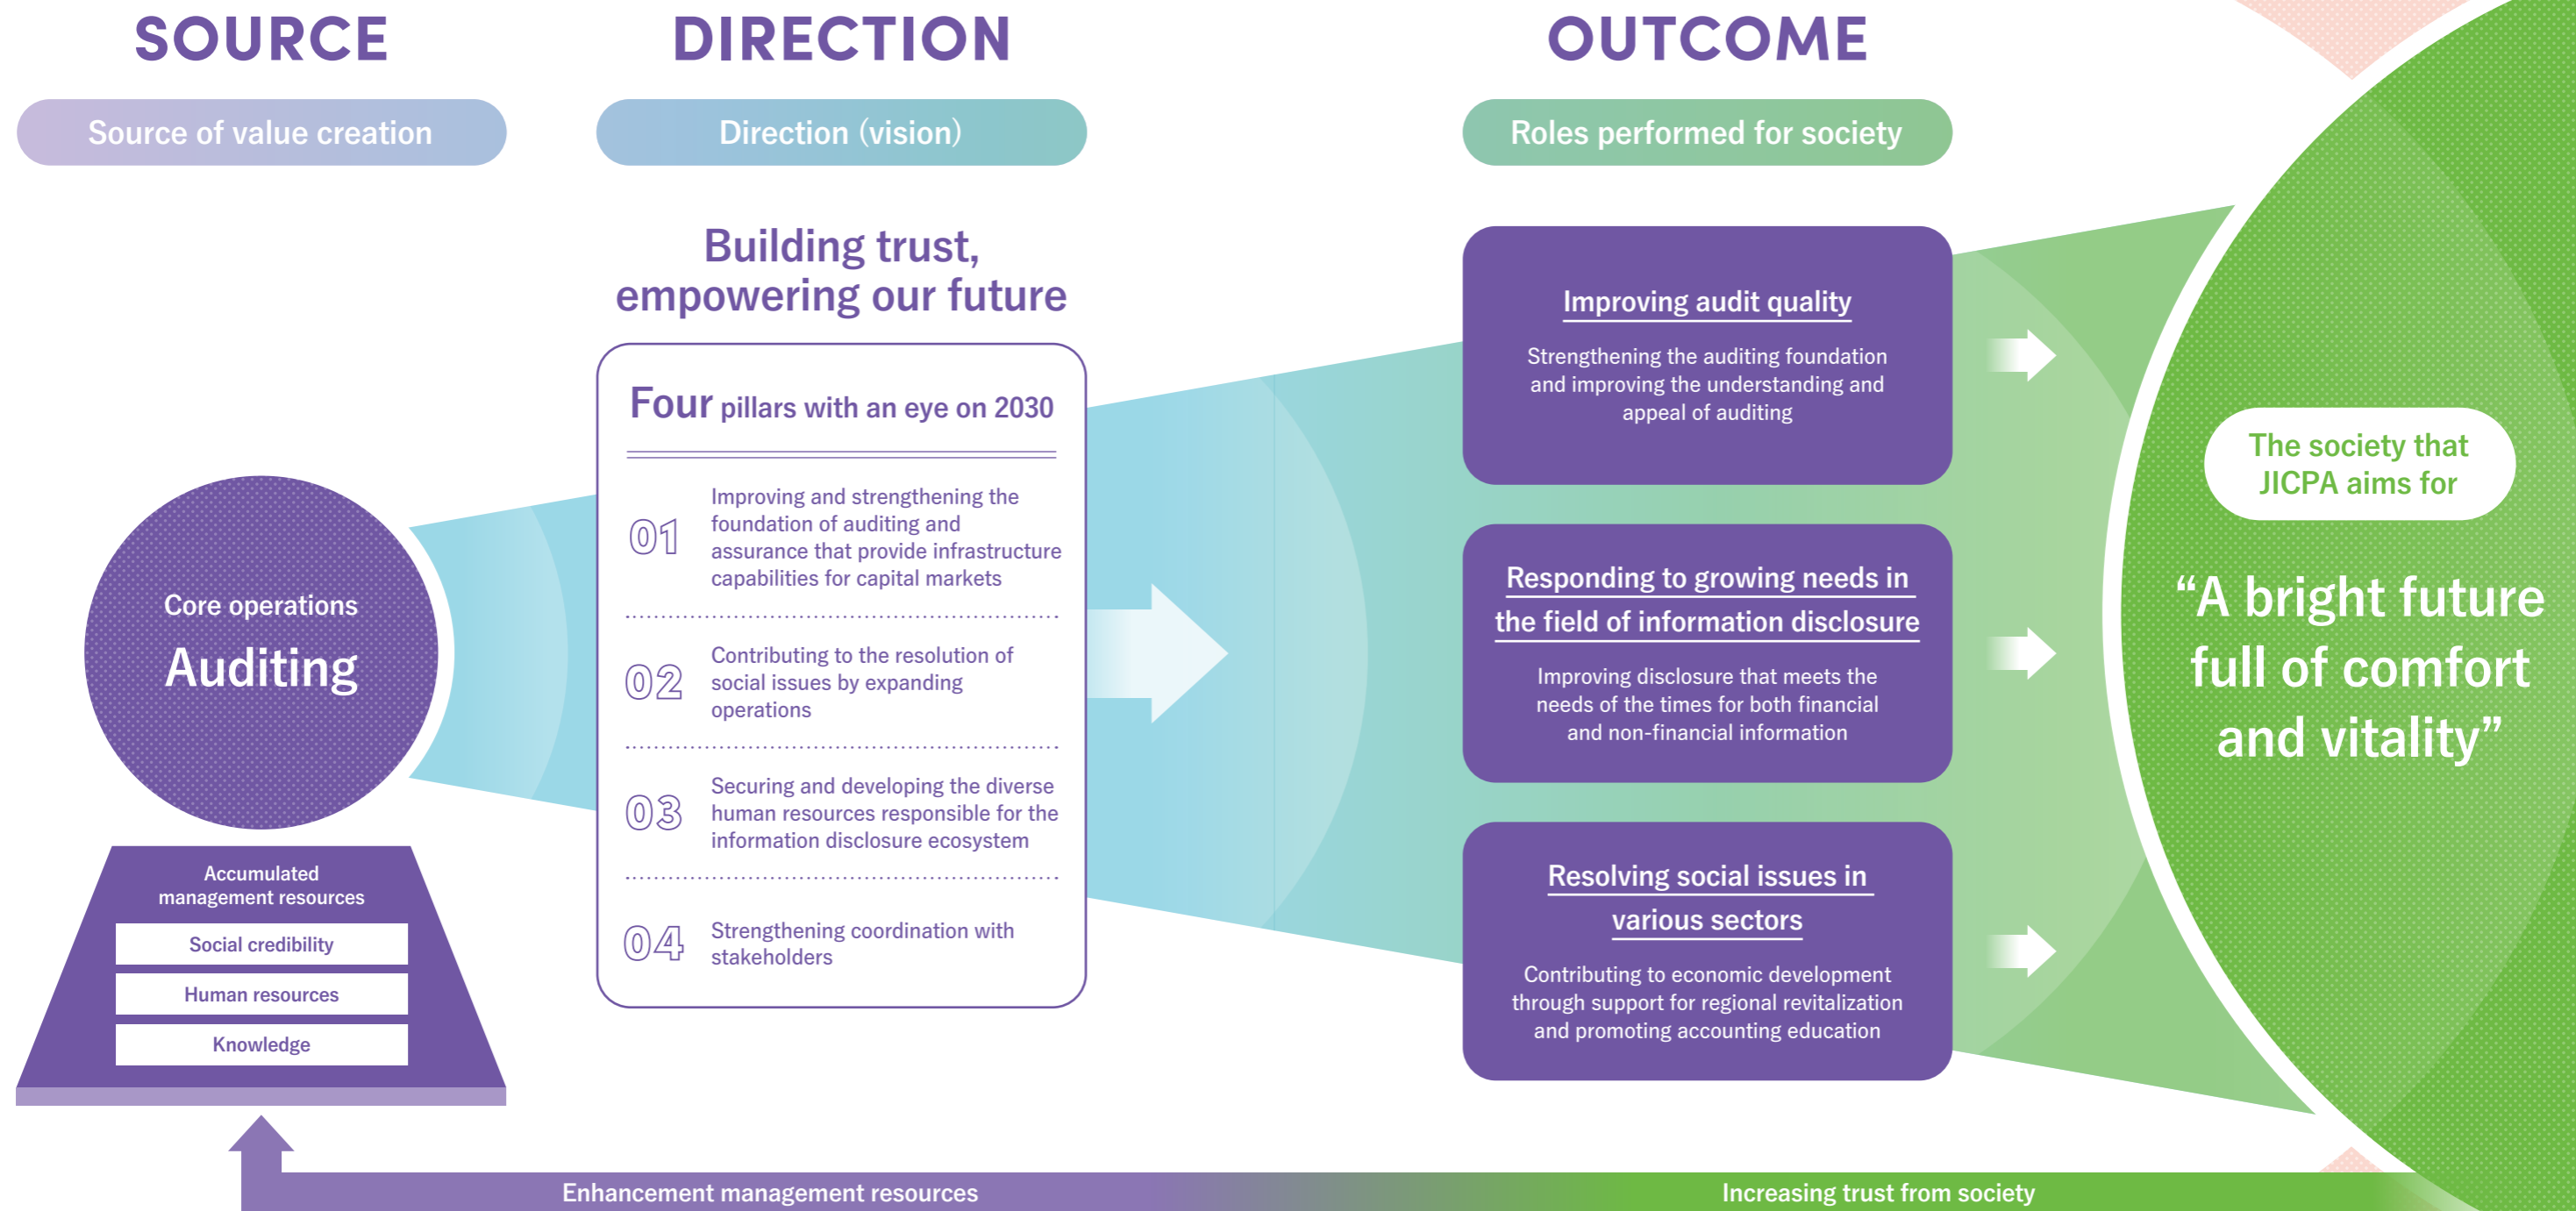 SOURCE
Source of value creation
Core operations
Auditing
Accumulated
management resources
Social credibility
Human resources
Knowledge
DIRECTION
Direction (vision)
Building trust,
empowering our future
Four pillars with an eye on 2030
01
Improving and strengthening the
foundation of auditing and
assurance that provide infrastructure
capabilities for capital markets
02
Contributing to the resolution of
social issues by expanding
operations
03
Securing and developing the diverse
human resources responsible for the
information disclosure ecosystem
04
Strengthening coordination with
stakeholders
OUTCOME
Roles performed for society
Improving audit quality
Strengthening the auditing foundation
and improving the understanding and
appeal of auditing
Responding to growing needs in
the field of information disclosure
Improving disclosure that meets the
needs of the times for both financial
and non-financial information
Resolving social issues in
various sectors
Contributing to economic development
through support for regional revitalization
and promoting accounting education
The society that
JICPA aims for
“A bright future
full of comfort
and vitality”
Enhancement management resources
Increasing trust from society